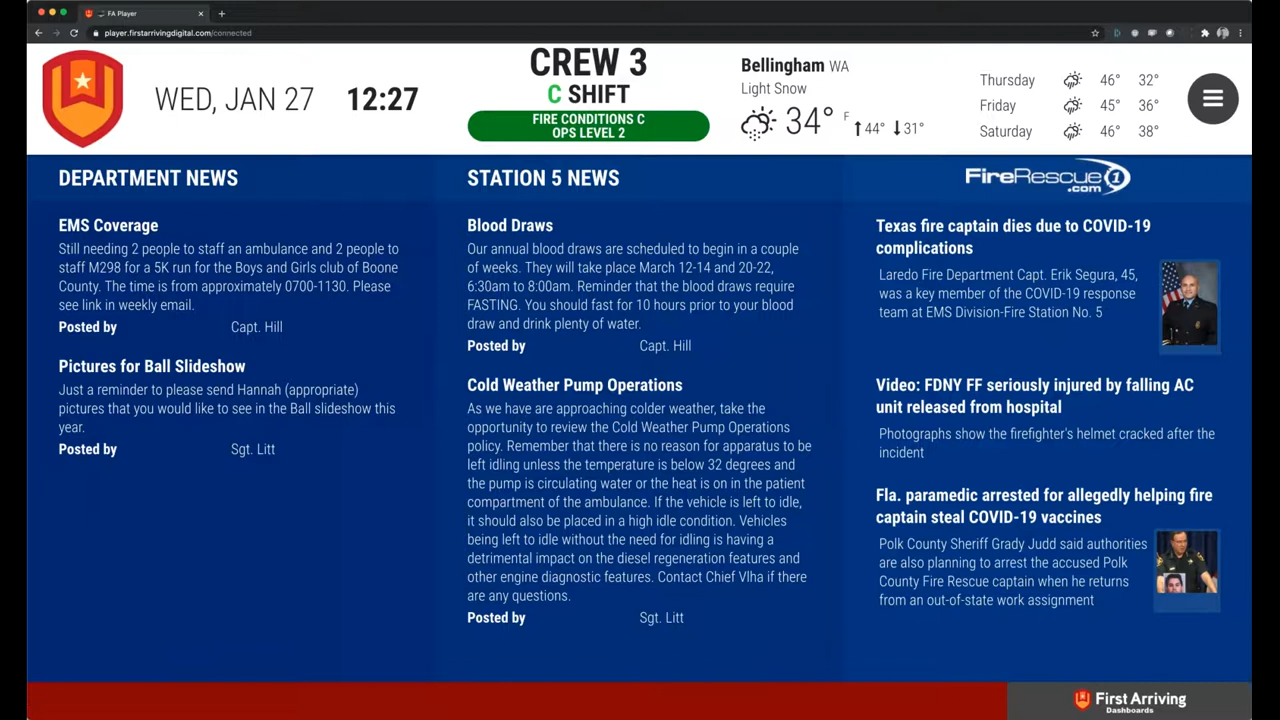 FA Player
player.firstarrivingdigital.com/connected
WED, JAN 27
12:27
CREW 3
C SHIFT
FIRE CONDITIONS C
OPS LEVEL 2
Bellingham WA
Light Snow
34° F
44° 31°
Thursday 46° 32°
Friday 45° 36°
Saturday 46° 38°
DEPARTMENT NEWS
EMS Coverage
Still needing 2 people to staff an ambulance and 2 people to
staff M298 for a 5K run for the Boys and Girls club of Boone
County. The time is from approximately 0700-1130. Please
see link in weekly email.
Posted by Capt. Hill
Pictures for Ball Slideshow
Just a reminder to please send Hannah (appropriate)
pictures that you would like to see in the Ball slideshow this
year.
Posted by Sgt. Litt
STATION 5 NEWS
Blood Draws
Our annual blood draws are scheduled to begin in a couple
of weeks. They will take place March 12-14 and 20-22,
6:30am to 8:00am. Reminder that the blood draws require
FASTING. You should fast for 10 hours prior to your blood
draw and drink plenty of water.
Posted by Capt. Hill
Cold Weather Pump Operations
As we have are approaching colder weather, take the
opportunity to review the Cold Weather Pump Operations
policy. Remember that there is no reason for apparatus to be
left idling unless the temperature is below 32 degrees and
the pump is circulating water or the heat is on in the patient
compartment of the ambulance. If the vehicle is left to idle,
it should also be placed in a high idle condition. Vehicles
being left to idle without the need for idling is having a
detrimental impact on the diesel regeneration features and
other engine diagnostic features. Contact Chief Vlha if there
are any questions.
Posted by Sgt. Litt
FireRescue1
.com
Texas fire captain dies due to COVID-19
complications
Laredo Fire Department Capt. Erik Segura, 45,
was a key member of the COVID-19 response
team at EMS Division-Fire Station No. 5
Video: FDNY FF seriously injured by falling AC
unit released from hospital
Photographs show the firefighter's helmet cracked after the
incident
Fla. paramedic arrested for allegedly helping fire
captain steal COVID-19 vaccines
Polk County Sheriff Grady Judd said authorities
are also planning to arrest the accused Polk
County Fire Rescue captain when he returns
from an out-of-state work assignment
First Arriving
Dashboards